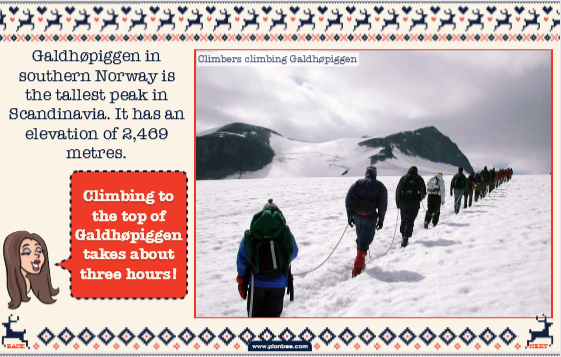 Galdhøpiggen in
southern Norway is
the tallest peak in
Scandinavia. It has an
elevation of 2,469
metres.
Climbers climbing Galdhøpiggen
Climbing to
the top of
Galdhøpiggen
takes about
three hours!
BACK
www.planbee.com
NEXT